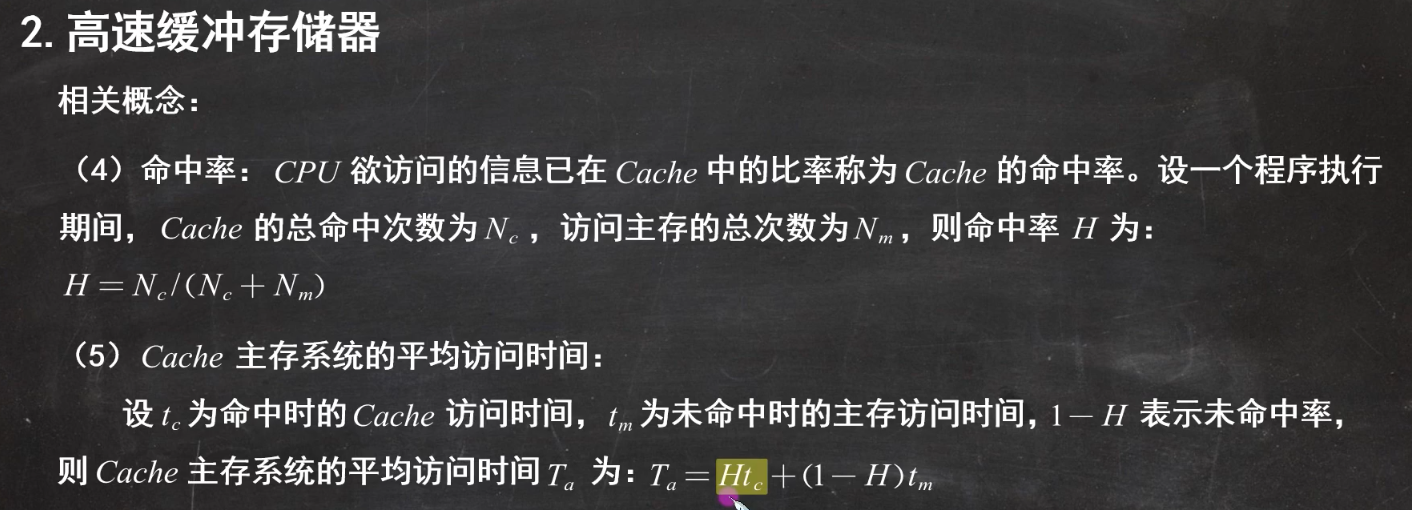 2. 高速缓冲存储器
相关概念：
（4）命中率： CPU 欲访问的信息已在 Cache 中的比率称为 Cache 的命中率。设一个程序执行
期间， Cache 的总命中次数为 N_c ，访问主存的总次数为 N_m ，则命中率 H 为：
H = N_c/(N_c + N_m)
（5）Cache 主存系统的平均访问时间：
设 t_c 为命中时的 Cache 访问时间， t_m 为未命中时的主存访问时间，1－H 表示未命中率，
则 Cache 主存系统的平均访问时间 T_a 为：T_a = Ht_c + (1－H)t_m